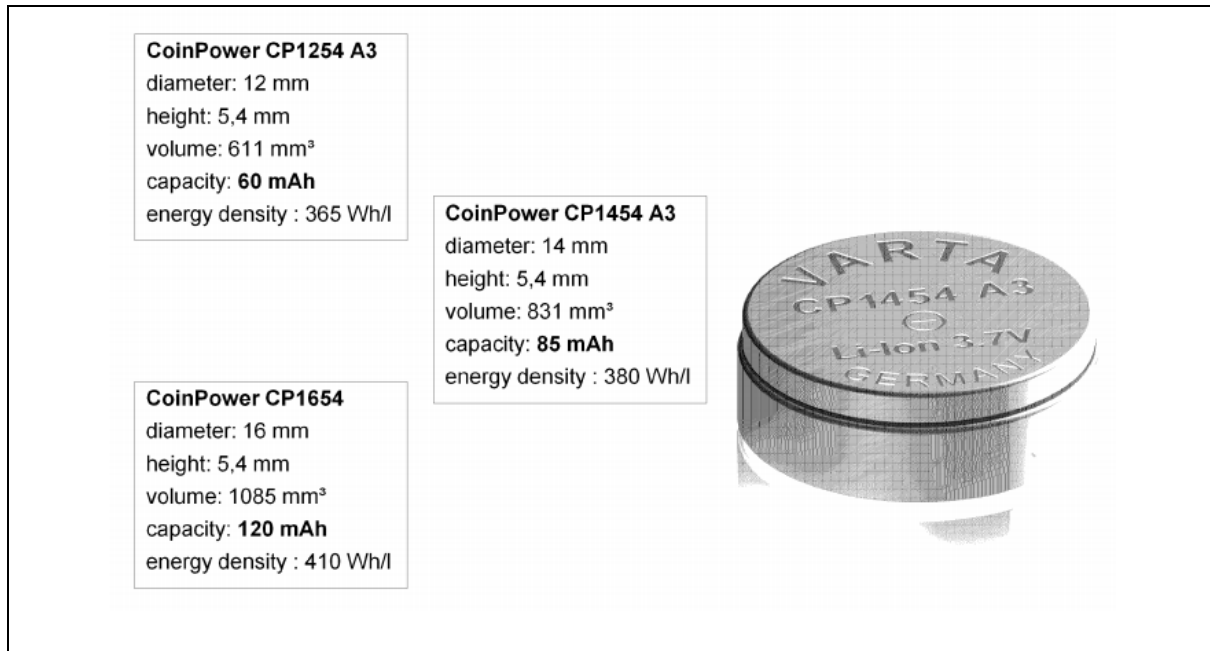 CoinPower CP1254 A3
diameter: 12 mm
height: 5,4 mm
volume: 611 mm³
capacity: 60 mAh
energy density : 365 Wh/l
CoinPower CP1454 A3
diameter: 14 mm
height: 5,4 mm
volume: 831 mm³
capacity: 85 mAh
energy density : 380 Wh/l
CoinPower CP1654
diameter: 16 mm
height: 5,4 mm
volume: 1085 mm³
capacity: 120 mAh
energy density : 410 Wh/l
VARTA
CP1454 A3
Li-Ion 3.7V
GERMANY